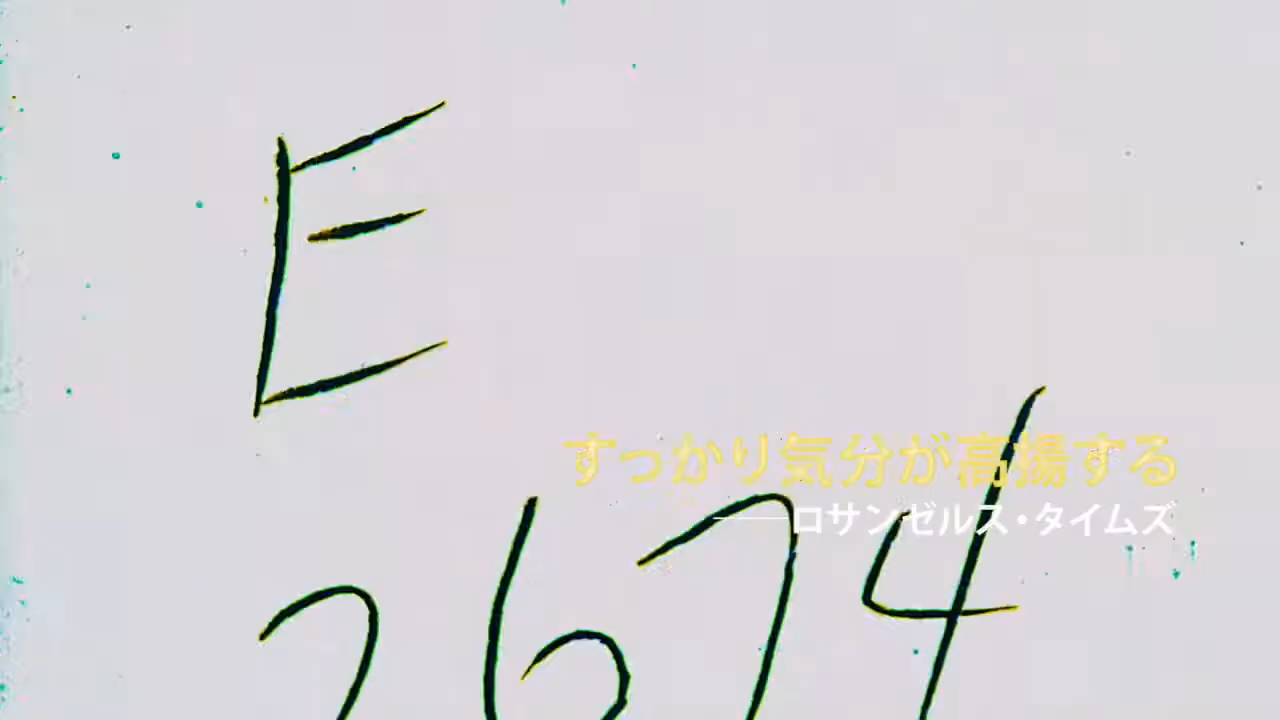 E
すっかり気分が高揚する
──ロサンゼルス・タイムズ